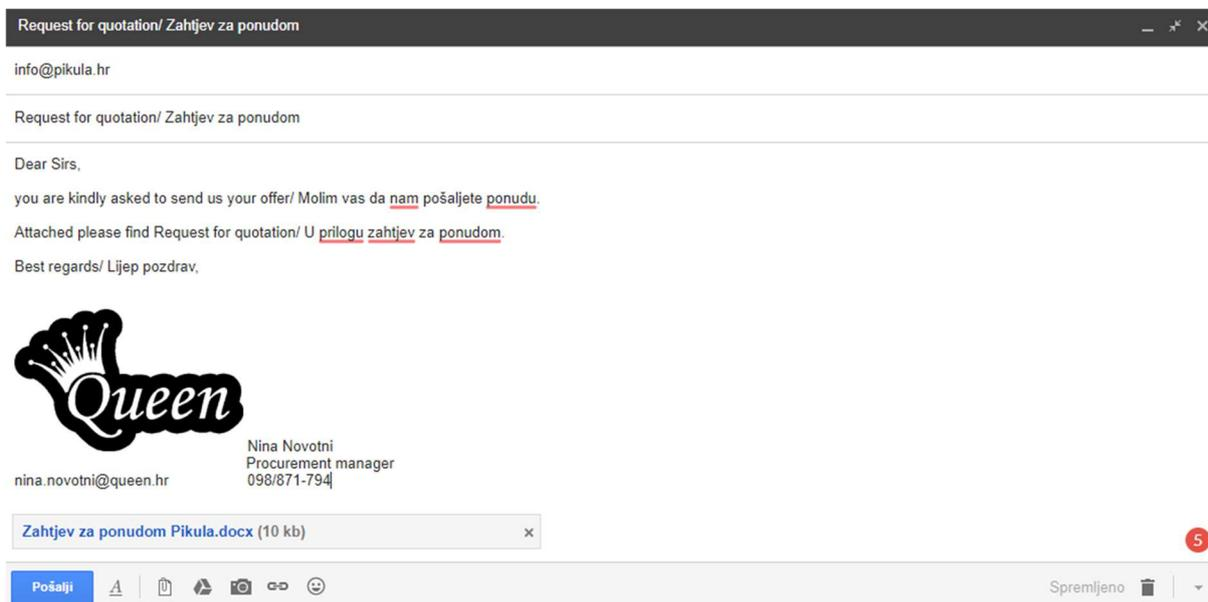 Request for quotation/ Zahtjev za ponudom
info@pikula.hr
Request for quotation/ Zahtjev za ponudom
Dear Sirs,
you are kindly asked to send us your offer/ Molim vas da nam pošaljete ponudu.
Attached please find Request for quotation/ U prilogu zahtjev za ponudom.
Best regards/ Lijep pozdrav,
Queen
Nina Novotni
Procurement manager
nina.novotni@queen.hr 098/871-794
Zahtjev za ponudom Pikula.docx (10 kb)
5
Pošalji A Spremljeno